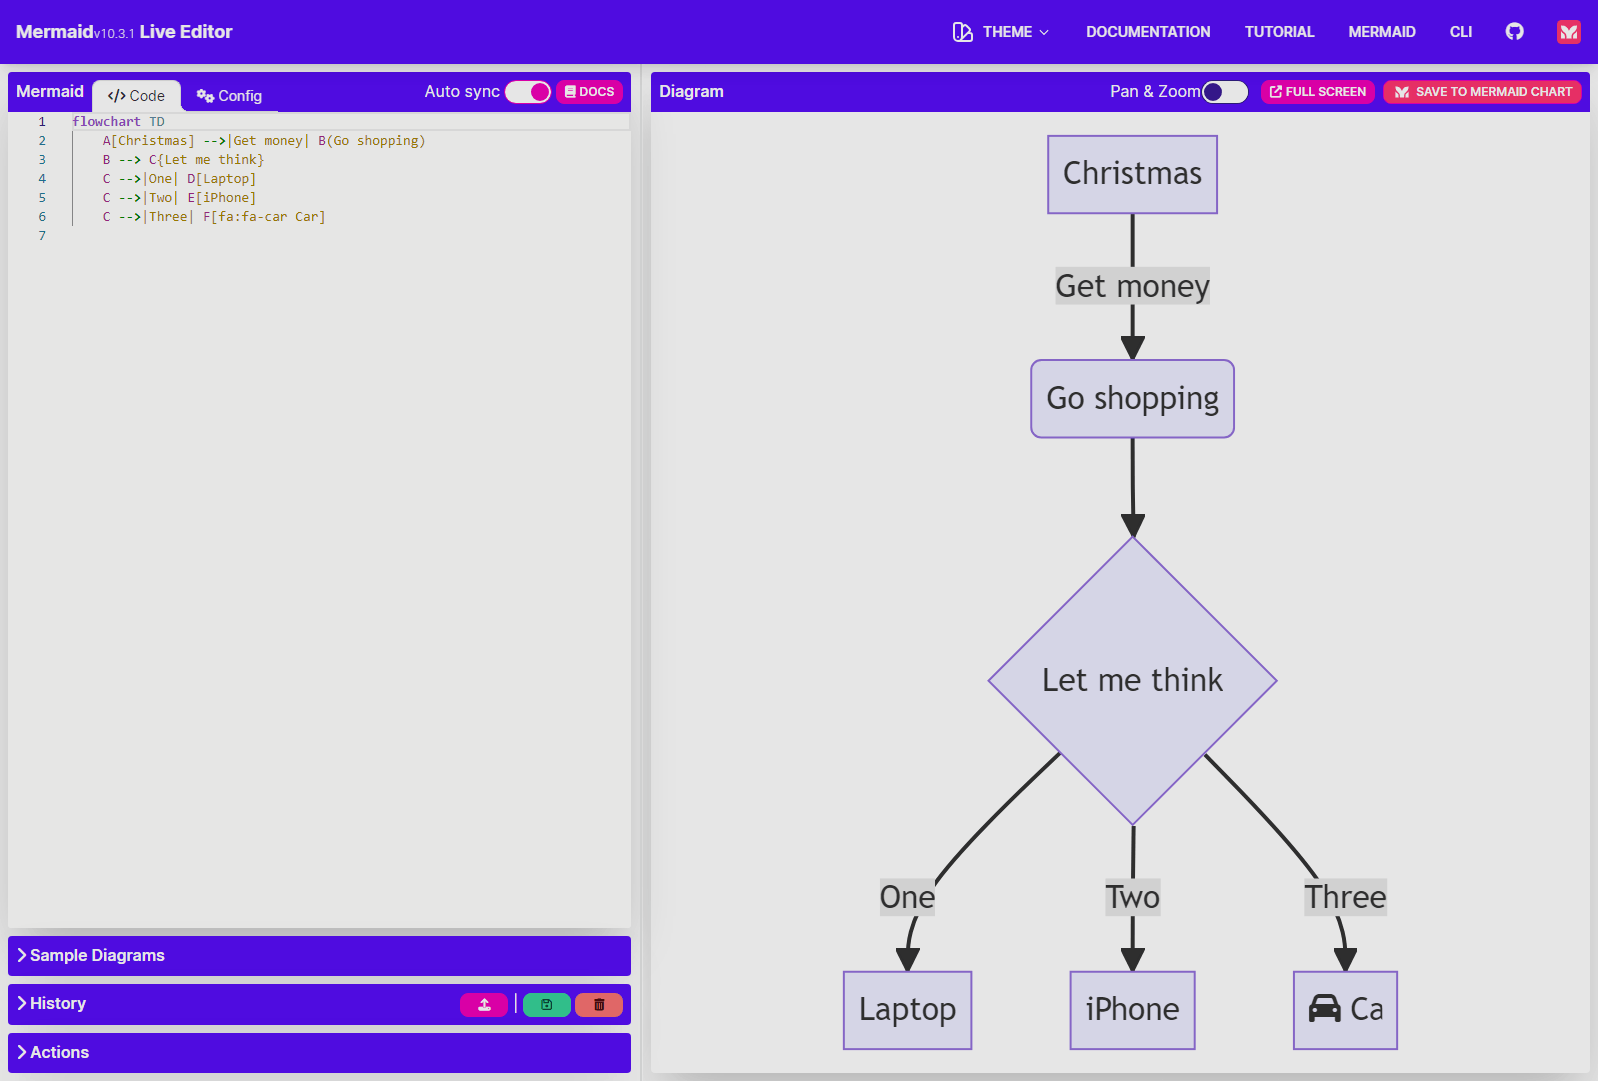 Mermaidv10.3.1 Live Editor
THEME DOCUMENTATION TUTORIAL MERMAID CLI
Mermaid </> Code Config Auto sync DOCS
1 flowchart TD
2 A[Christmas] -->|Get money| B(Go shopping)
3 B --> C{Let me think}
4 C -->|One| D[Laptop]
5 C -->|Two| E[iPhone]
6 C -->|Three| F[fa:fa-car Car]
7
Sample Diagrams
History
Actions
Diagram Pan & Zoom FULL SCREEN SAVE TO MERMAID CHART
Christmas
Get money
Go shopping
Let me think
One Two Three
Laptop iPhone Ca